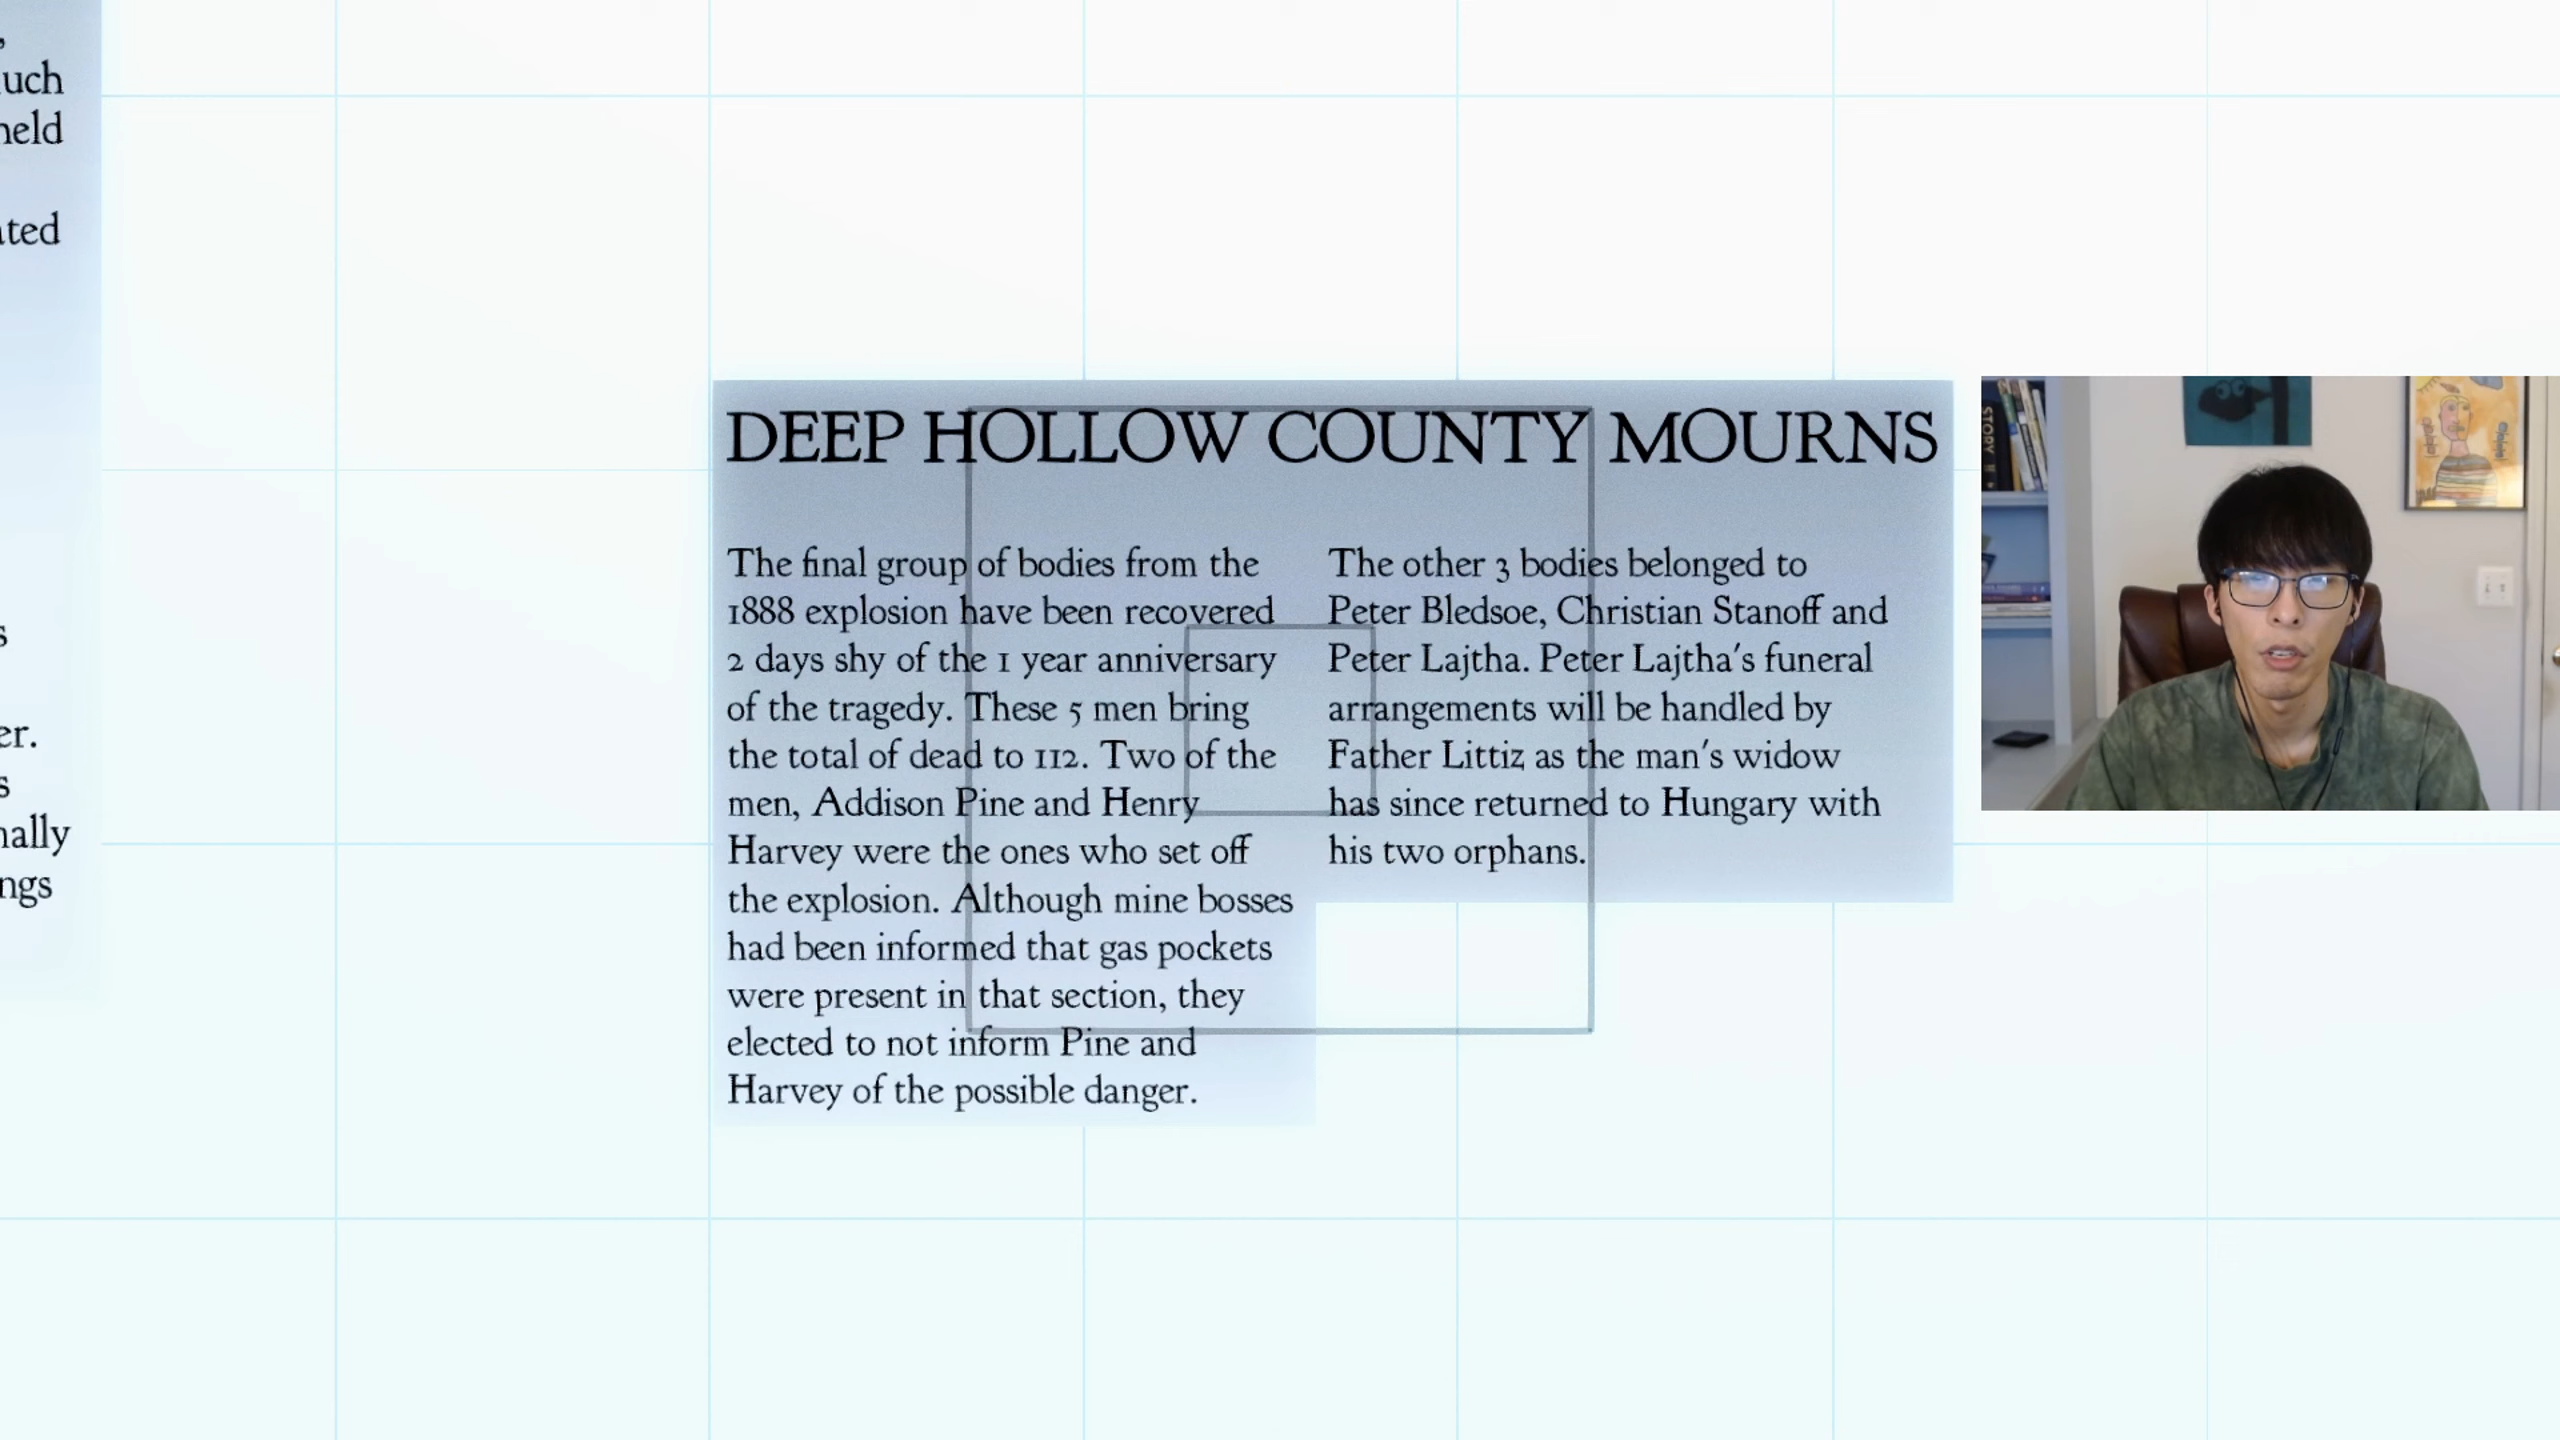 uch
held
ated
s
er.
s
nally
ngs
DEEP HOLLOW COUNTY MOURNS
The final group of bodies from the
1888 explosion have been recovered
2 days shy of the 1 year anniversary
of the tragedy. These 5 men bring
the total of dead to 112. Two of the
men, Addison Pine and Henry
Harvey were the ones who set off
the explosion. Although mine bosses
had been informed that gas pockets
were present in that section, they
elected to not inform Pine and
Harvey of the possible danger.
The other 3 bodies belonged to
Peter Bledsoe, Christian Stanoff and
Peter Lajtha. Peter Lajtha's funeral
arrangements will be handled by
Father Littiz as the man's widow
has since returned to Hungary with
his two orphans.
STORY